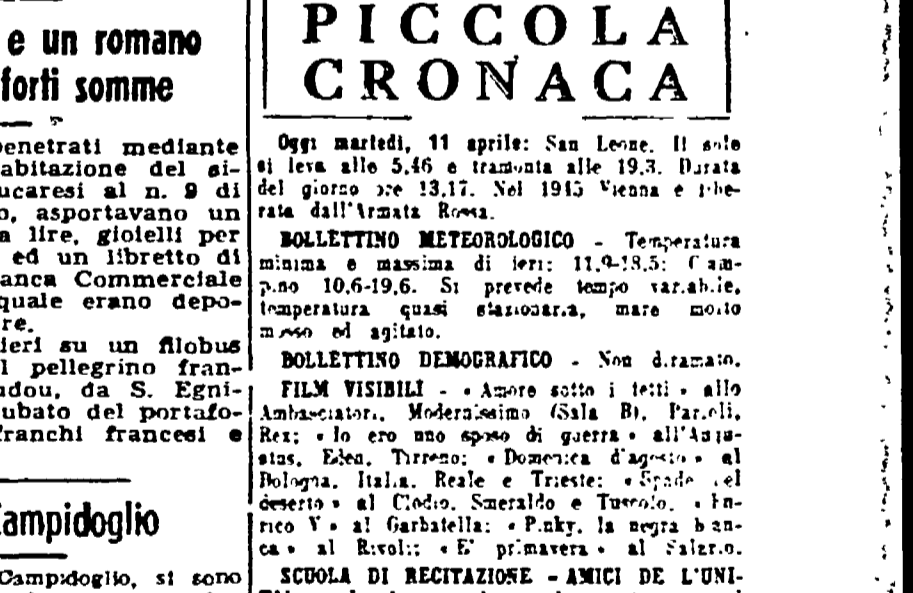 e un romano
forti somme
penetrati mediante
abitazione del si-
ucaresi al n. 9 di
o, asportavano un
a lire, gioielli per
ed un libretto di
anca Commerciale
quale erano depo-
re.
ieri su un filobus
l pellegrino fran-
udou, da S. Egni-
ubato del portafo-
franchi francesi e
Campidoglio
Campidoglio, si sono
PICCOLA
CRONACA
Oggi martedì, 11 aprile: San Leone. Il sole
si leva alle 5.46 e tramonta alle 19.3. Durata
del giorno ore 13.17. Nel 1945 Vienna è libe-
rata dall'Armata Rossa.
BOLLETTINO METEOROLOGICO - Temperatura
minima e massima di ieri: 11.9-18.5; Ciam-
pino 10.6-19.6. Si prevede tempo variabile,
temperatura quasi stazionaria, mare molto
mosso ed agitato.
BOLLETTINO DEMOGRAFICO - Non diramato.
FILM VISIBILI - « Amore sotto i tetti » allo
Ambasciatori, Modernissimo (Sala B), Parioli,
Rex; « Io ero uno sposo di guerra » all'Augu-
stus, Eden, Tirreno; « Domenica d'agosto » al
Bologna, Italia, Reale e Trieste; « Spade nel
deserto » al Clodio, Smeraldo e Tuscolo, « En-
rico V » al Garbatella; « Pinky, la negra bian-
ca » al Rivoli; « E' primavera » al Salario.
SCUOLA DI RECITAZIONE - AMICI DE L'UNI-